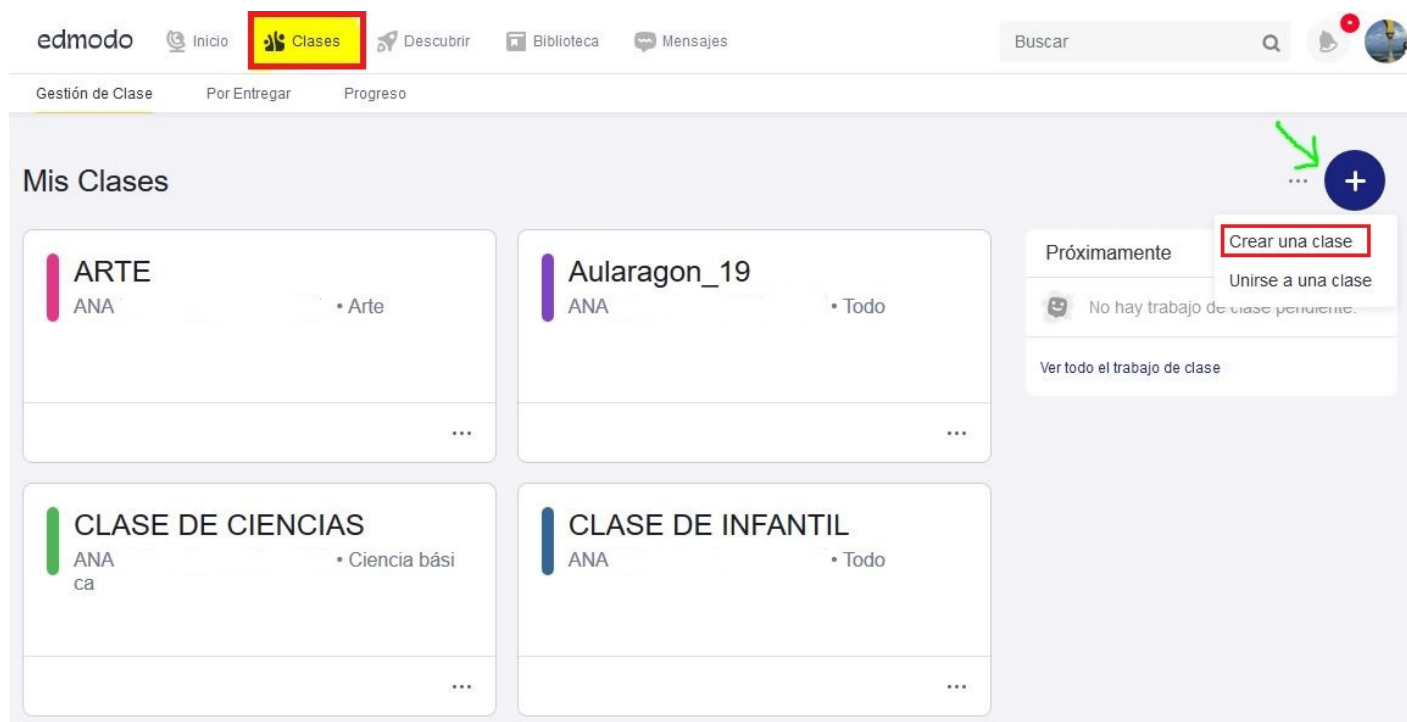 edmodo Inicio Clases Descubrir Biblioteca Mensajes Buscar
Gestión de Clase Por Entregar Progreso
Mis Clases
... +
Crear una clase
Unirse a una clase
ARTE
ANA • Arte
...
Aularagon_19
ANA • Todo
...
Próximamente
No hay trabajo de clase pendiente.
Ver todo el trabajo de clase
CLASE DE CIENCIAS
ANA • Ciencia bási
ca
...
CLASE DE INFANTIL
ANA • Todo
...